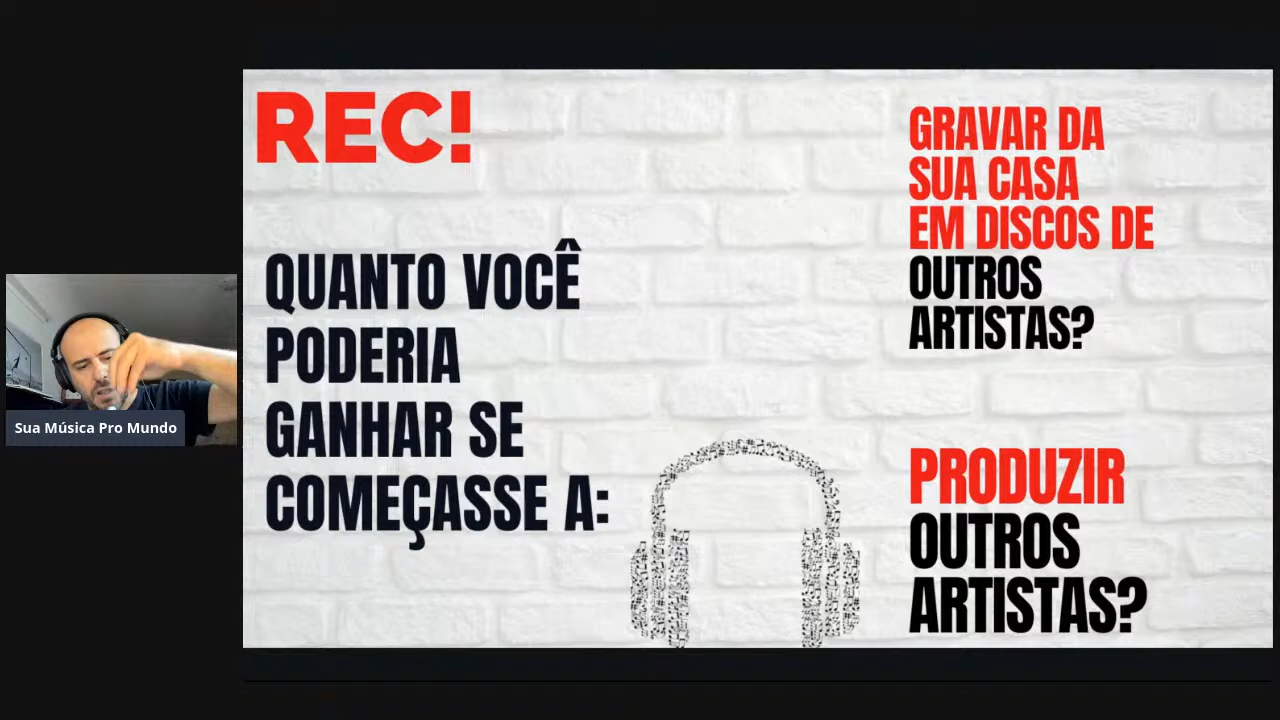 REC!
QUANTO VOCÊ
PODERIA
GANHAR SE
COMEÇASSE A:
GRAVAR DA
SUA CASA
EM DISCOS DE
OUTROS
ARTISTAS?
PRODUZIR
OUTROS
ARTISTAS?
Sua Música Pro Mundo